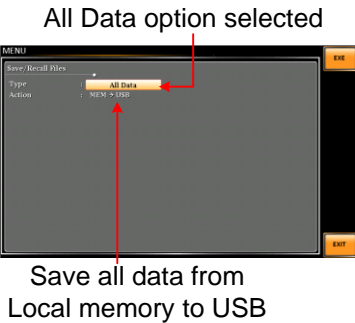 All Data option selected
MENU
EXE
Save/Recall Files
Type : All Data
Action : MEM → USB
EXIT
Save all data from
Local memory to USB